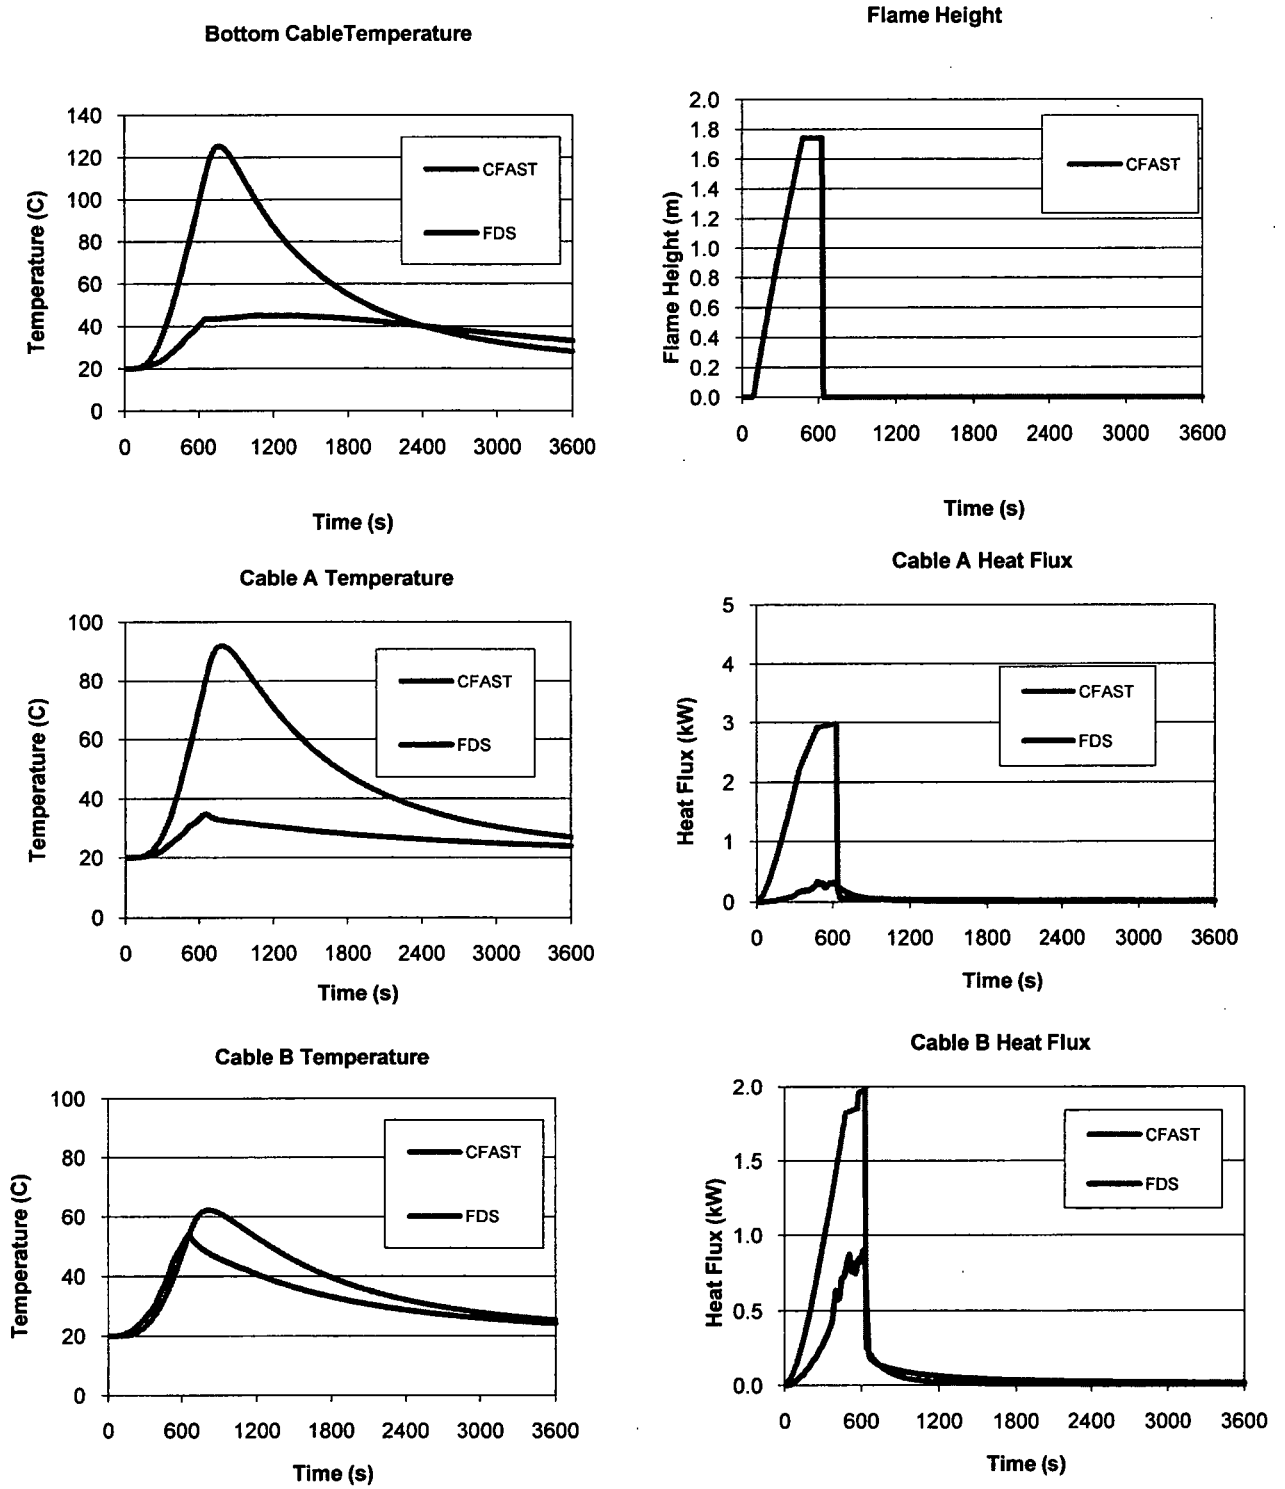 Bottom CableTemperature
140
120
100
80
60
40
20
0
Temperature (C)
CFAST
FDS
0 600 1200 1800 2400 3000 3600
Time (s)
Flame Height
2.0
1.8
1.6
1.4
1.2
1.0
0.8
0.6
0.4
0.2
0.0
Flame Height (m)
CFAST
0 600 1200 1800 2400 3000 3600
Time (s)
Cable A Temperature
100
80
60
40
20
0
Temperature (C)
CFAST
FDS
0 600 1200 1800 2400 3000 3600
Time (s)
Cable A Heat Flux
5
4
3
2
1
0
Heat Flux (kW)
CFAST
FDS
0 600 1200 1800 2400 3000 3600
Time (s)
Cable B Temperature
100
80
60
40
20
0
Temperature (C)
CFAST
FDS
0 600 1200 1800 2400 3000 3600
Time (s)
Cable B Heat Flux
2.0
1.5
1.0
0.5
0.0
Heat Flux (kW)
CFAST
FDS
0 600 1200 1800 2400 3000 3600
Time (s)